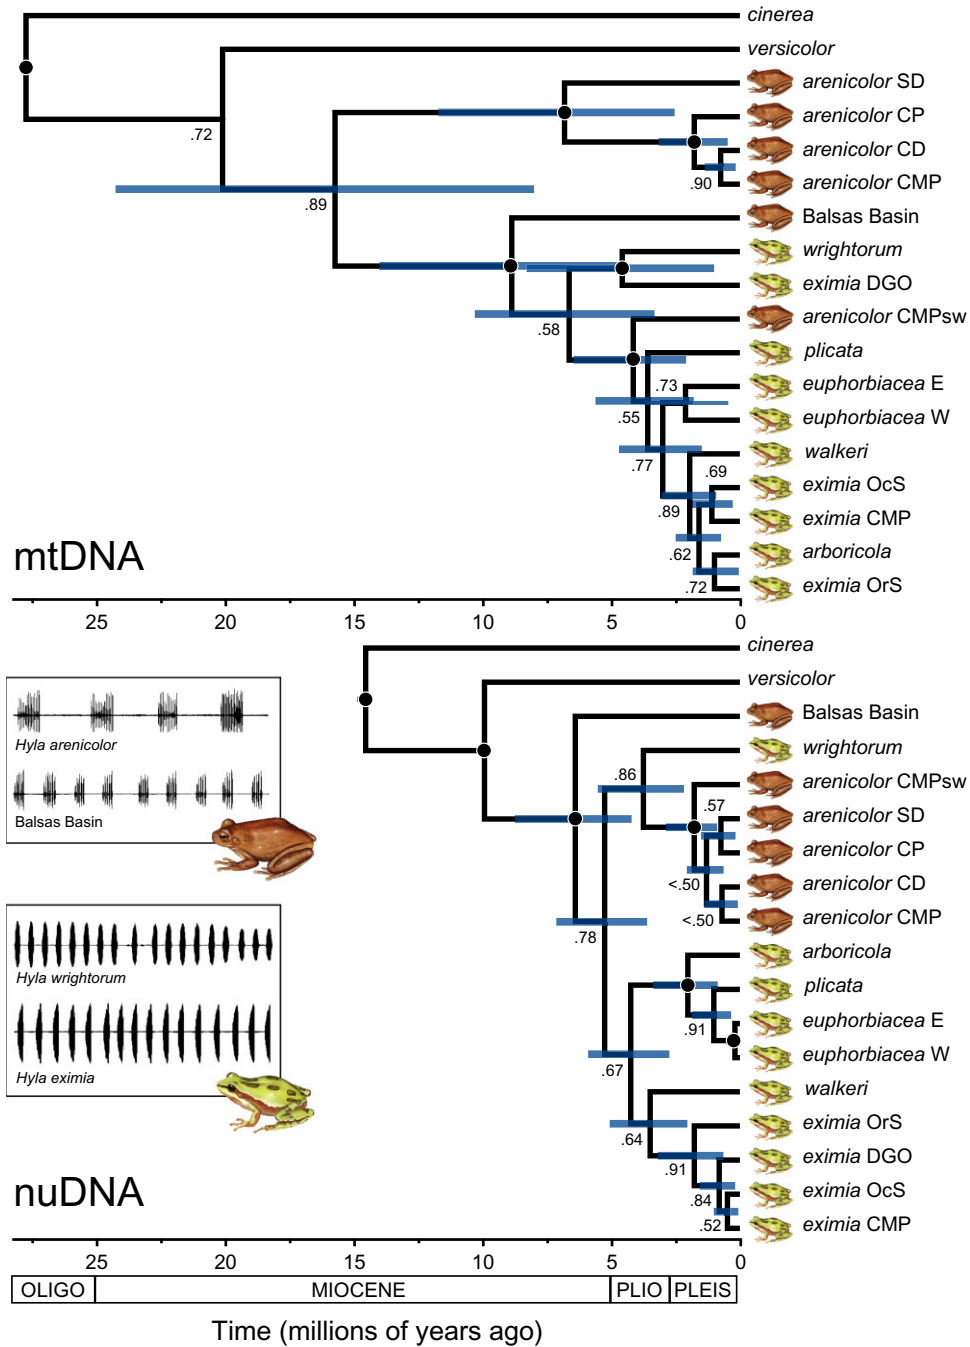 cinerea
versicolor
arenicolor SD
arenicolor CP
arenicolor CD
.72
.90
arenicolor CMP
.89
Balsas Basin
wrightorum
eximia DGO
arenicolor CMPsw
.58
plicata
.73
euphorbiacea E
.55
euphorbiacea W
walkeri
.77
.69
eximia OcS
.89
eximia CMP
mtDNA
.62
arboricola
.72
eximia OrS
25 20 15 10 5 0
cinerea
versicolor
Balsas Basin
Hyla arenicolor
wrightorum
.86
arenicolor CMPsw
.57
arenicolor SD
Balsas Basin
arenicolor CP
<.50
arenicolor CD
<.50
arenicolor CMP
.78
arboricola
Hyla wrightorum
plicata
.91
euphorbiacea E
euphorbiacea W
.67
Hyla eximia
walkeri
eximia OrS
.64
eximia DGO
.91
nuDNA
.84
eximia OcS
.52
eximia CMP
25 20 15 10 5 0
OLIGO MIOCENE PLIO PLEIS
Time (millions of years ago)